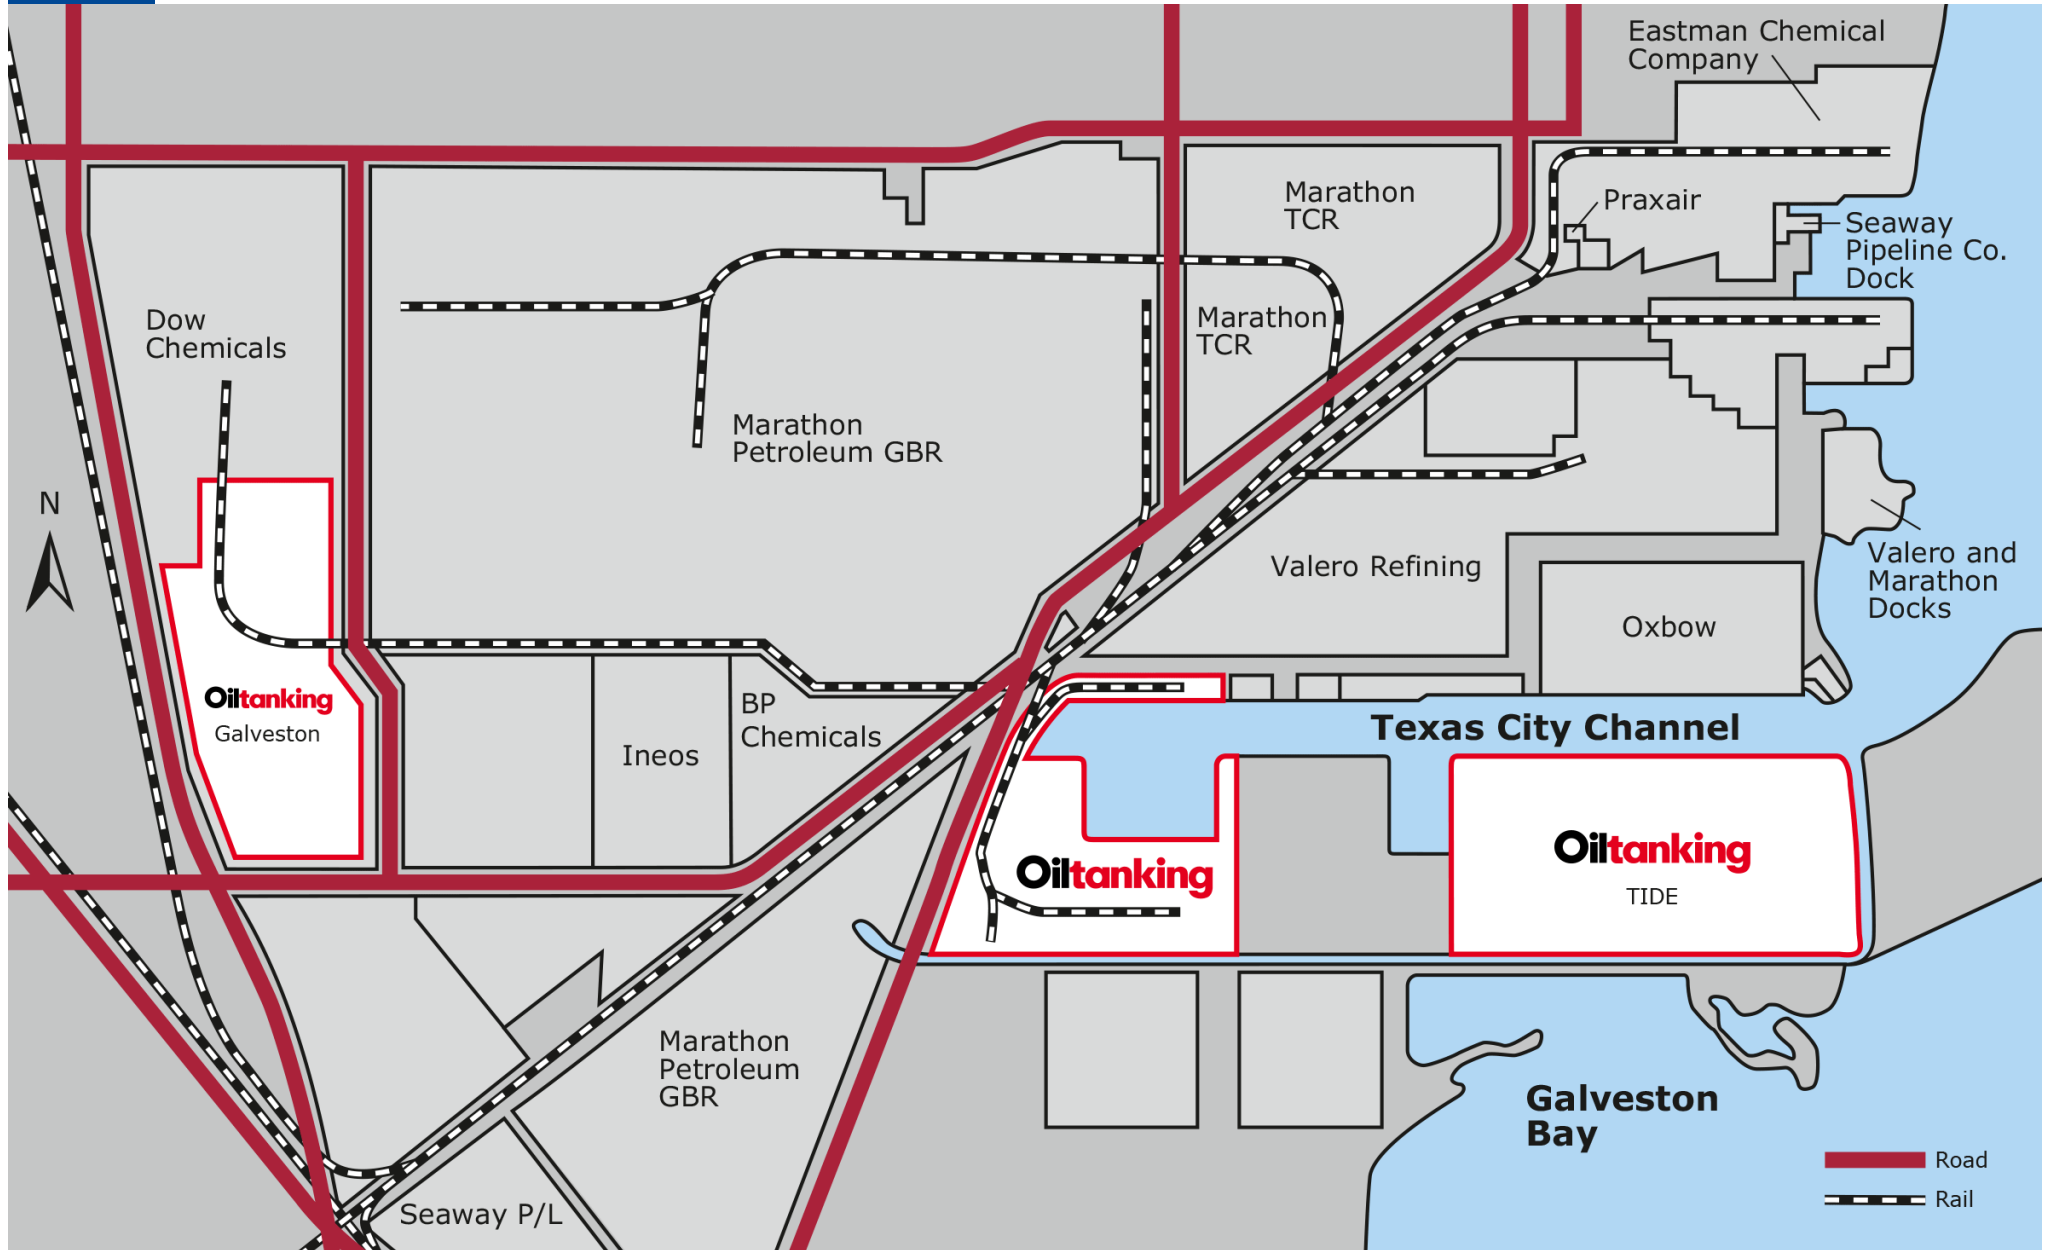 Eastman Chemical
Company
Marathon
TCR
Praxair
Seaway
Pipeline Co.
Dock
Dow
Chemicals
Marathon
TCR
Marathon
Petroleum GBR
N
Valero Refining
Valero and
Marathon
Docks
Oxbow
Oiltanking
Galveston
BP
Chemicals
Ineos
Texas City Channel
Oiltanking
Oiltanking
TIDE
Marathon
Petroleum
GBR
Galveston
Bay
Road
Rail
Seaway P/L